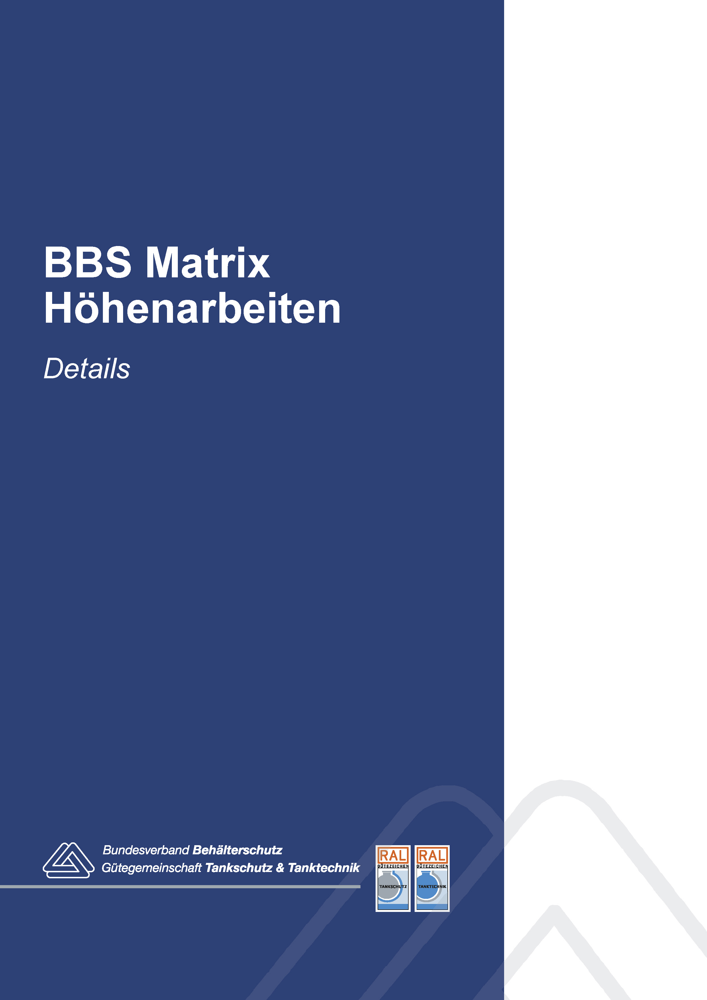 BBS Matrix
Höhenarbeiten
Details
Bundesverband Behälterschutz
Gütegemeinschaft Tankschutz & Tanktechnik
RAL
GÜTEZEICHEN
TANKSCHUTZ
RAL
GÜTEZEICHEN
TANKTECHNIK